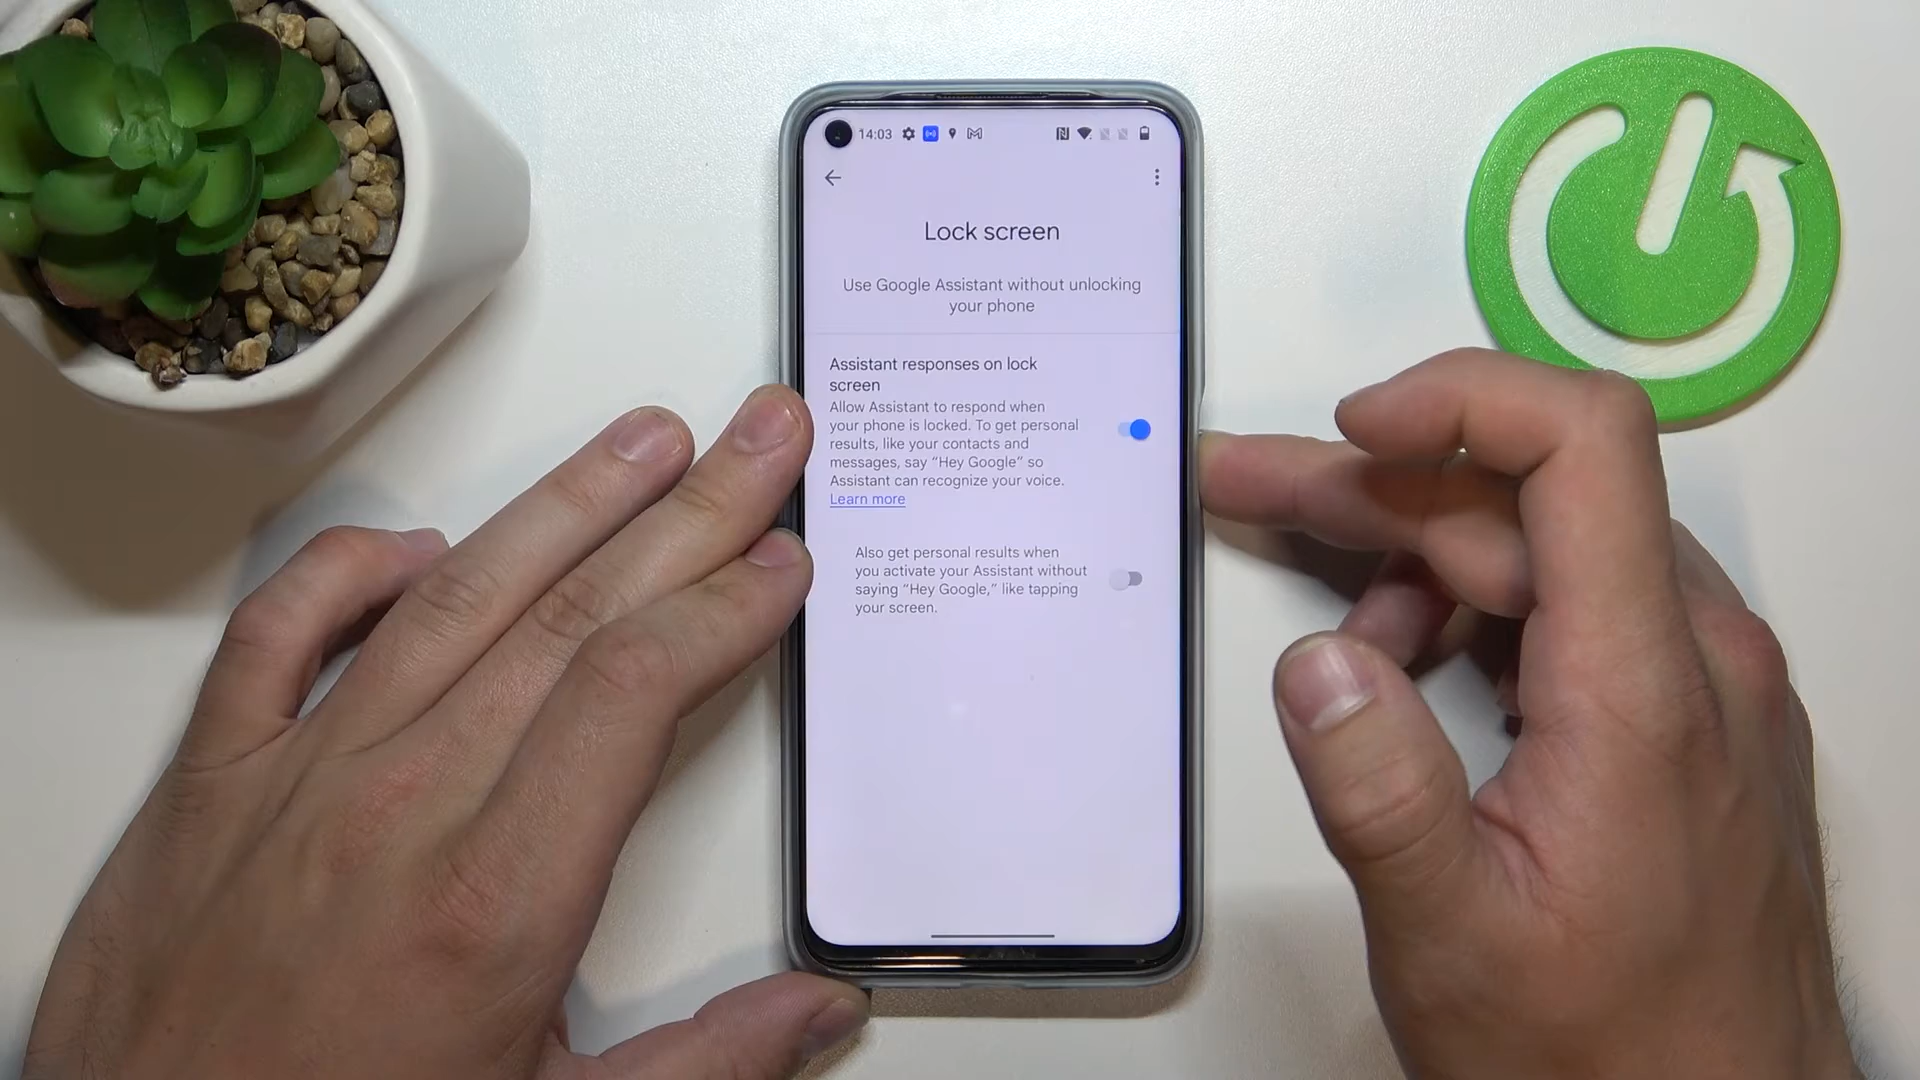 14:03
Lock screen
Use Google Assistant without unlocking
your phone
Assistant responses on lock
screen
Allow Assistant to respond when
your phone is locked. To get personal
results, like your contacts and
messages, say “Hey Google” so
Assistant can recognize your voice.
Learn more
Also get personal results when
you activate your Assistant without
saying “Hey Google,” like tapping
your screen.